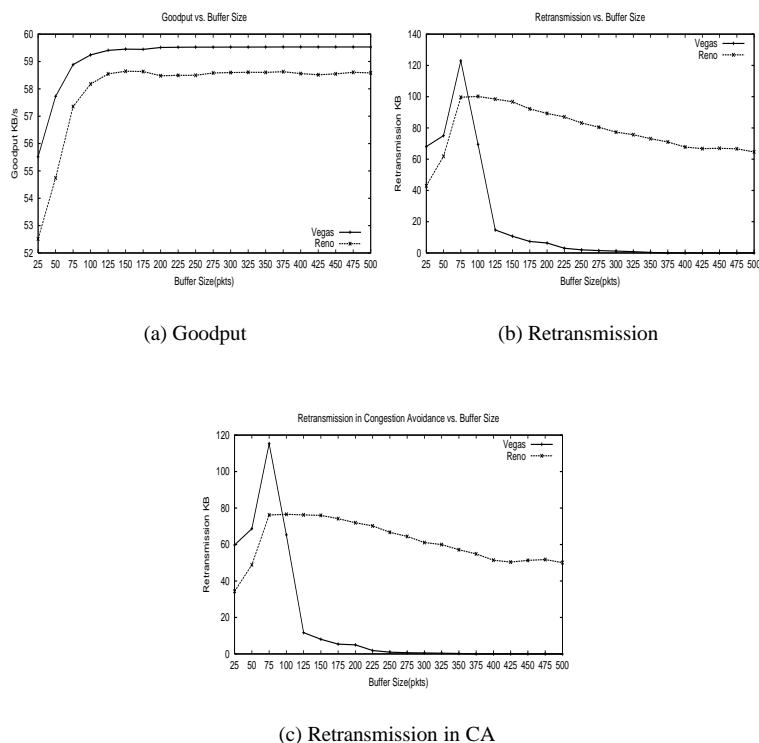 Goodput vs. Buffer Size
60
59
58
57
56
55
54
53
52
Goodput KB/s
Vegas
Reno
25 50 75 100 125 150 175 200 225 250 275 300 325 350 375 400 425 450 475 500
Buffer Size(pkts)
(a) Goodput
Retransmission vs. Buffer Size
140
120
100
80
60
40
20
0
Retransmission KB
Vegas
Reno
25 50 75 100 125 150 175 200 225 250 275 300 325 350 375 400 425 450 475 500
Buffer Size(pkts)
(b) Retransmission
Retransmission in Congestion Avoidance vs. Buffer Size
120
100
80
60
40
20
0
Retransmission KB
Vegas
Reno
25 50 75 100 125 150 175 200 225 250 275 300 325 350 375 400 425 450 475 500
Buffer Size(pkts)
(c) Retransmission in CA